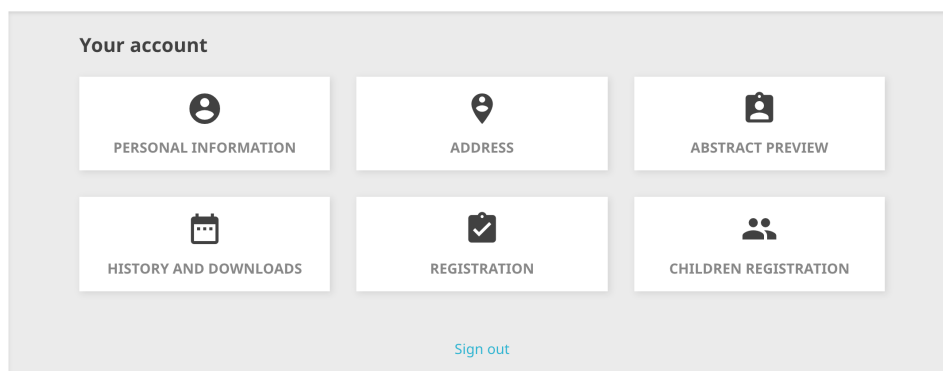 Your account
PERSONAL INFORMATION
ADDRESS
ABSTRACT PREVIEW
HISTORY AND DOWNLOADS
REGISTRATION
CHILDREN REGISTRATION
Sign out